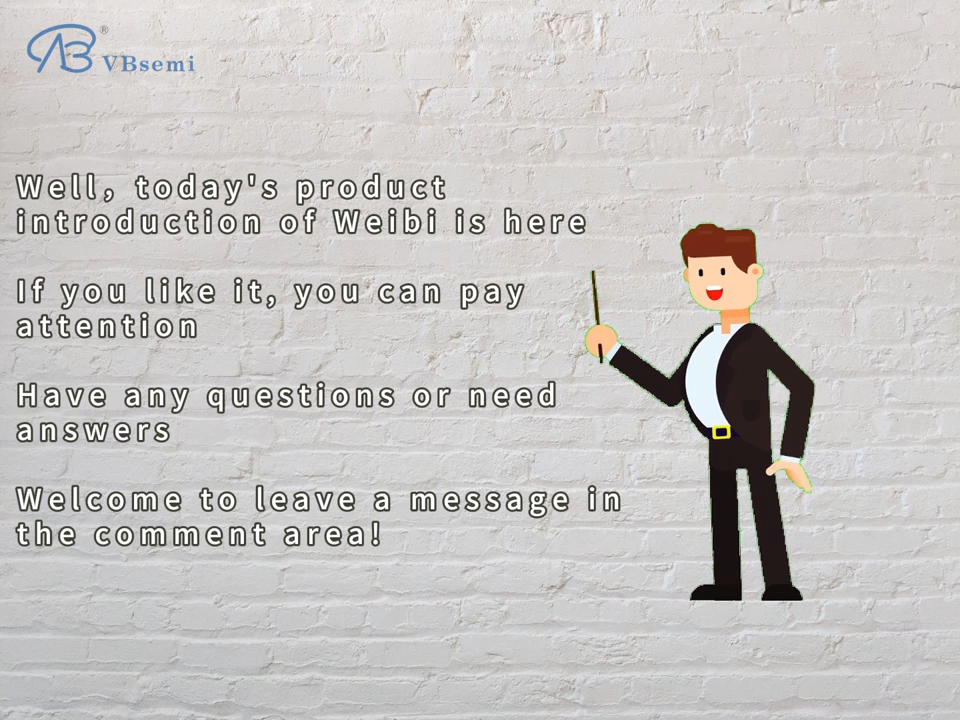 VBsemi
®
Well, today's product
introduction of Weibi is here
If you like it, you can pay
attention
Have any questions or need
answers
Welcome to leave a message in
the comment area!